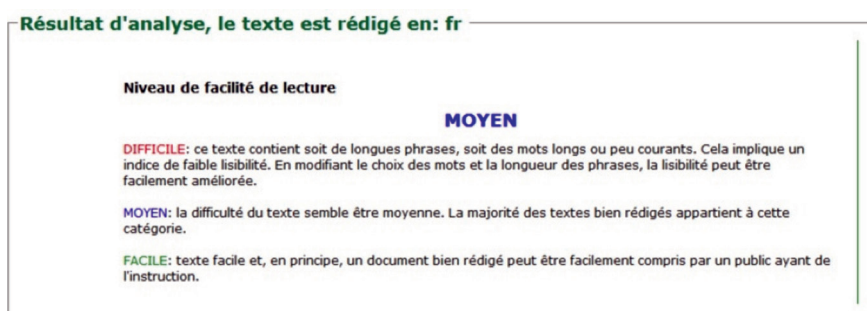 Résultat d'analyse, le texte est rédigé en: fr
Niveau de facilité de lecture
MOYEN
DIFFICILE: ce texte contient soit de longues phrases, soit des mots longs ou peu courants. Cela implique un
indice de faible lisibilité. En modifiant le choix des mots et la longueur des phrases, la lisibilité peut être
facilement améliorée.
MOYEN: la difficulté du texte semble être moyenne. La majorité des textes bien rédigés appartient à cette
catégorie.
FACILE: texte facile et, en principe, un document bien rédigé peut être facilement compris par un public ayant de
l'instruction.